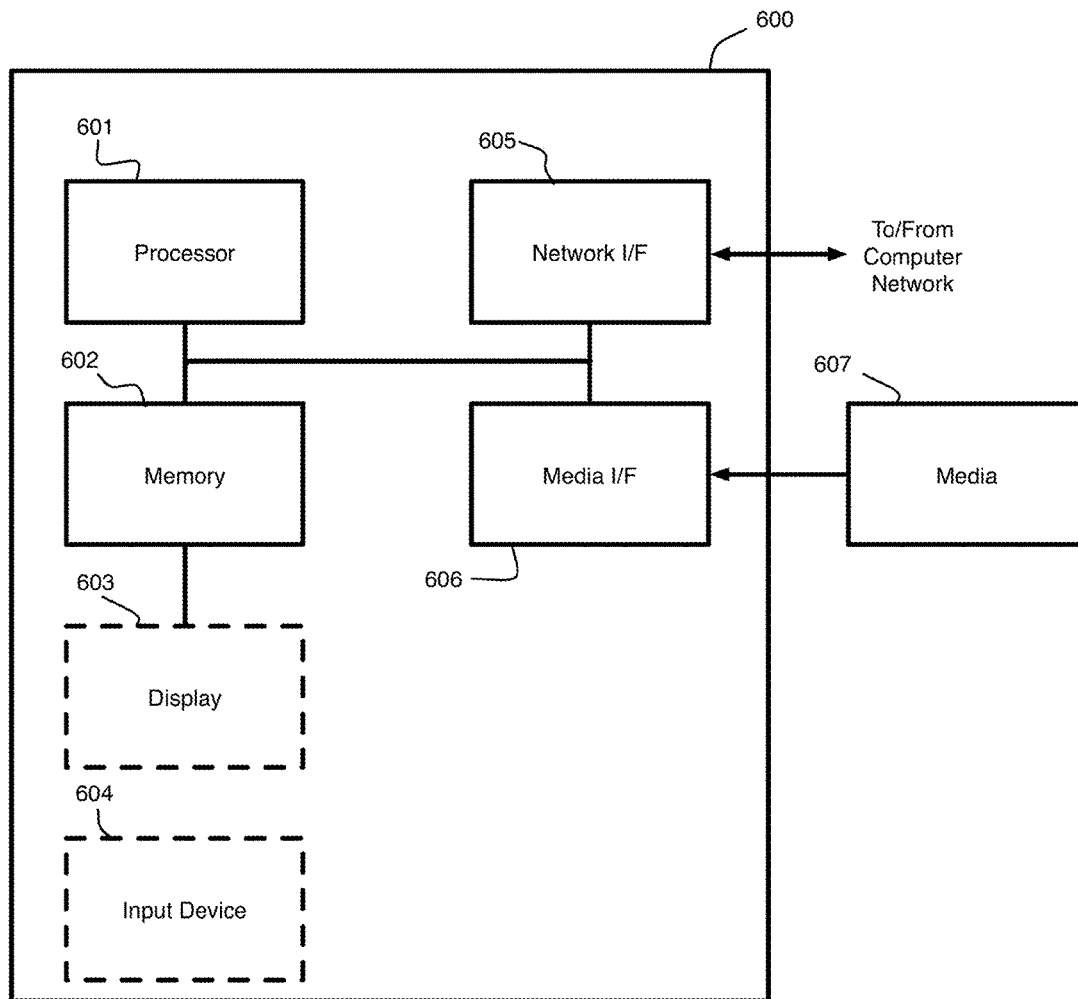 600
601
605
Processor
Network I/F
To/From
Computer
Network
602
607
Memory
Media I/F
Media
603
606
Display
604
Input Device